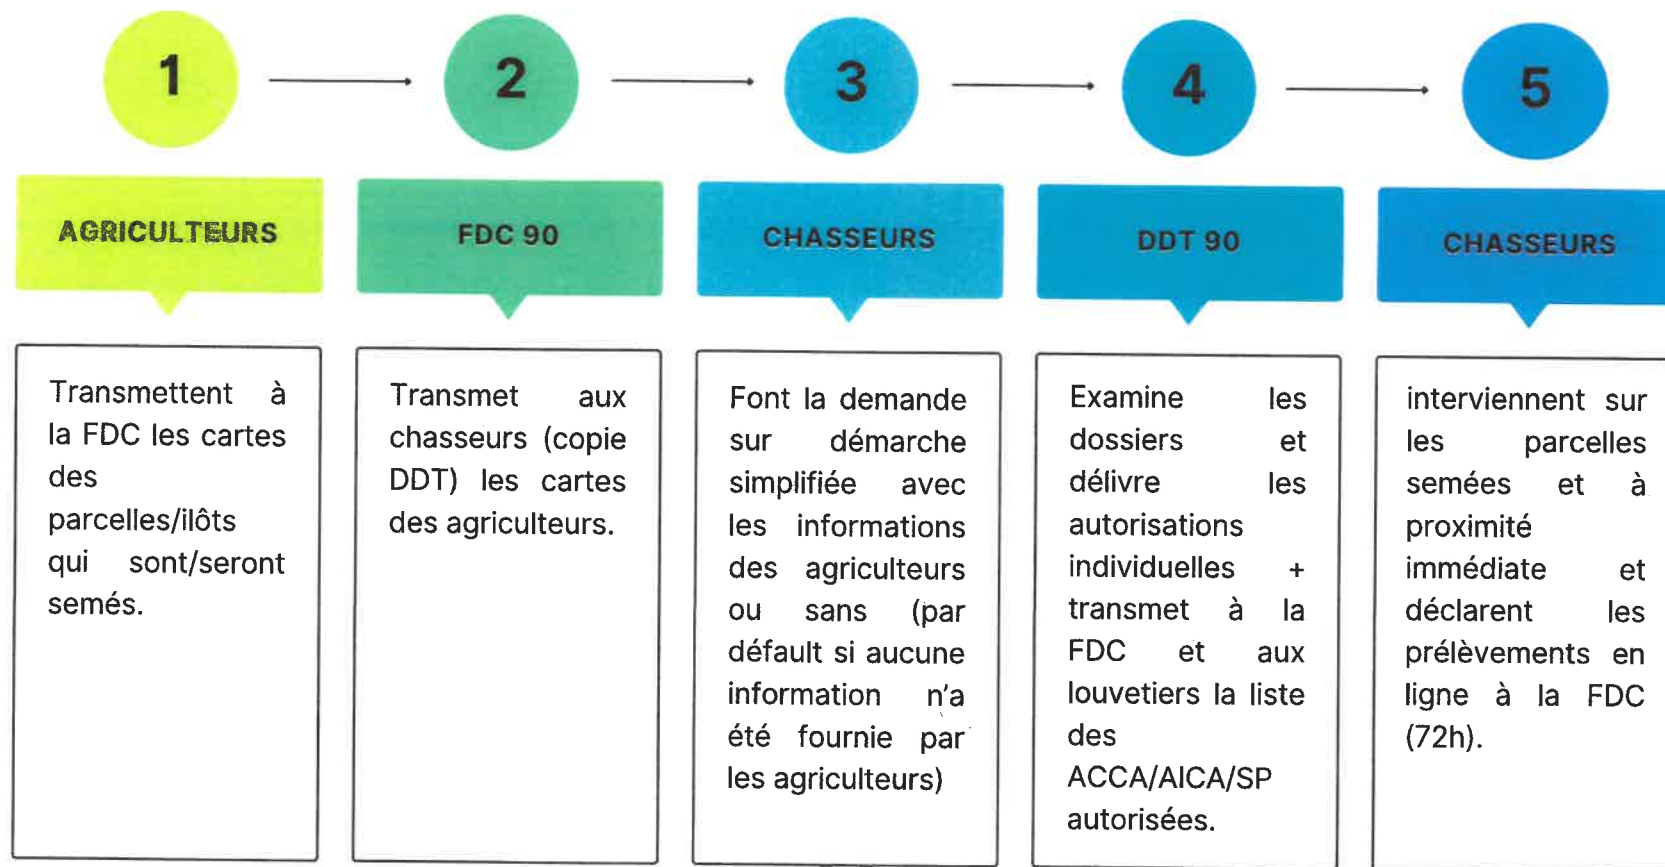 1
2
3
4
5
AGRICULTEURS
FDC 90
CHASSEURS
DDT 90
CHASSEURS
Transmettent à
la FDC les cartes
des
parcelles/ilôts
qui sont/seront
semés.
Transmet aux
chasseurs (copie
DDT) les cartes
des agriculteurs.
Font la demande
sur démarche
simplifiée avec
les informations
des agriculteurs
ou sans (par
défault si aucune
information n'a
été fournie par
les agriculteurs)
Examine les
dossiers et
délivre les
autorisations
individuelles +
transmet à la
FDC et aux
louvetiers la liste
des
ACCA/AICA/SP
autorisées.
interviennent sur
les parcelles
semées et à
proximité
immédiate et
déclarent les
prélèvements en
ligne à la FDC
(72h).